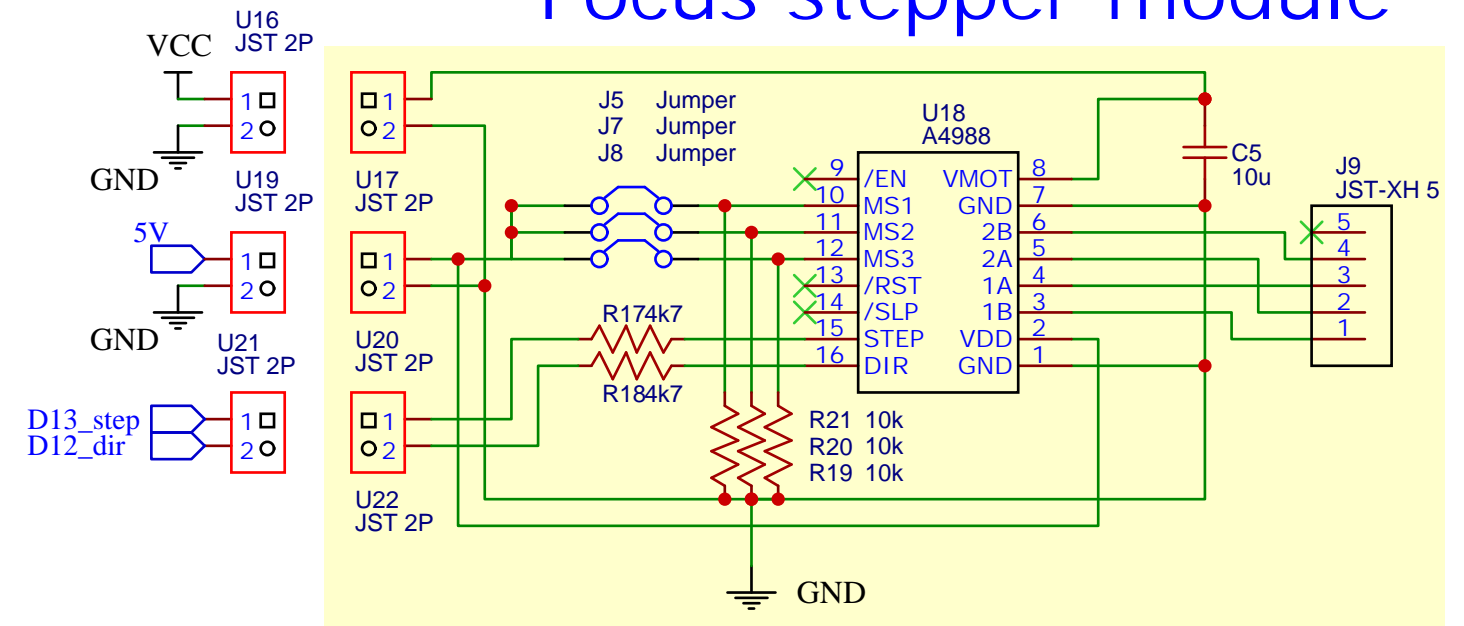 Focus stepper module
U16
JST 2P
VCC
1
2
GND
U19
JST 2P
5V
1
2
GND
U21
JST 2P
D13_step
D12_dir
1
2
1
2
U17
JST 2P
1
2
U20
JST 2P
1
2
U22
JST 2P
J5 Jumper
J7 Jumper
J8 Jumper
R174k7
R184k7
R21 10k
R20 10k
R19 10k
GND
U18
A4988
9 /EN VMOT 8
10 MS1 GND 7
11 MS2 2B 6
12 MS3 2A 5
13 /RST 1A 4
14 /SLP 1B 3
15 STEP VDD 2
16 DIR GND 1
C5
10u
J9
JST-XH 5
5
4
3
2
1